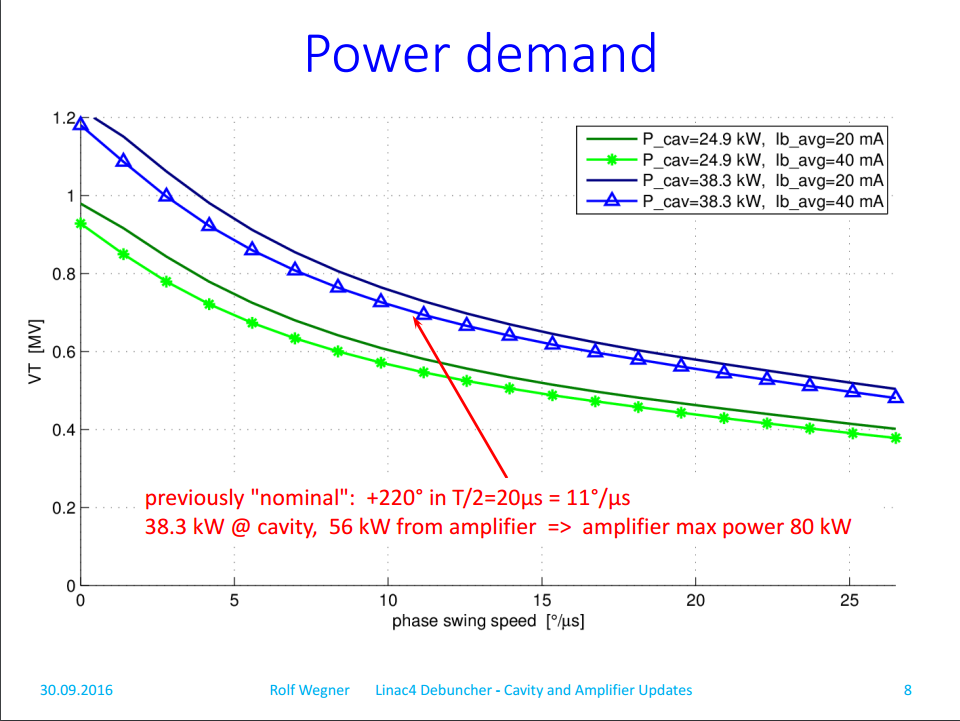 Power demand
1.2
1
0.8
0.6
0.4
0.2
0
VT [MV]
P_cav=24.9 kW, Ib_avg=20 mA
P_cav=24.9 kW, Ib_avg=40 mA
P_cav=38.3 kW, Ib_avg=20 mA
P_cav=38.3 kW, Ib_avg=40 mA
previously "nominal": +220° in T/2=20µs = 11°/µs
38.3 kW @ cavity, 56 kW from amplifier => amplifier max power 80 kW
0 5 10 15 20 25
phase swing speed [°/µs]
30.09.2016 Rolf Wegner Linac4 Debuncher - Cavity and Amplifier Updates 8